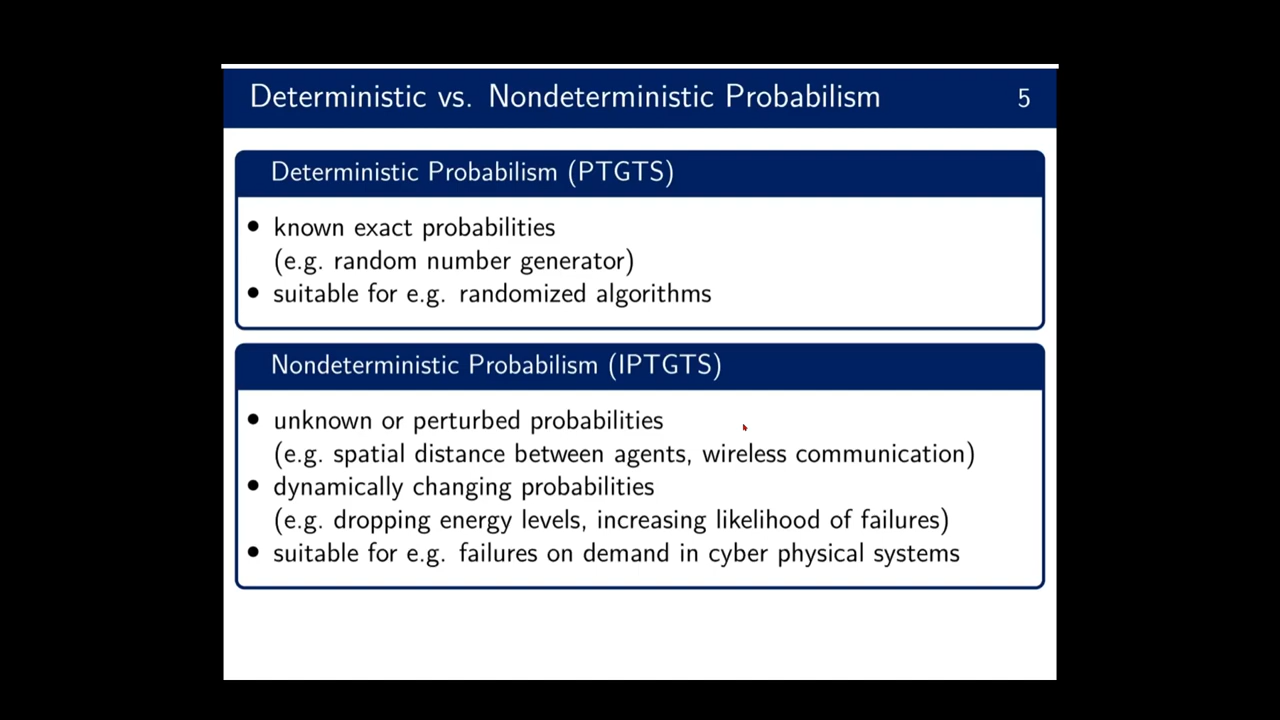 Deterministic vs. Nondeterministic Probabilism 5
Deterministic Probabilism (PTGTS)
• known exact probabilities
(e.g. random number generator)
• suitable for e.g. randomized algorithms
Nondeterministic Probabilism (IPTGTS)
• unknown or perturbed probabilities
(e.g. spatial distance between agents, wireless communication)
• dynamically changing probabilities
(e.g. dropping energy levels, increasing likelihood of failures)
• suitable for e.g. failures on demand in cyber physical systems